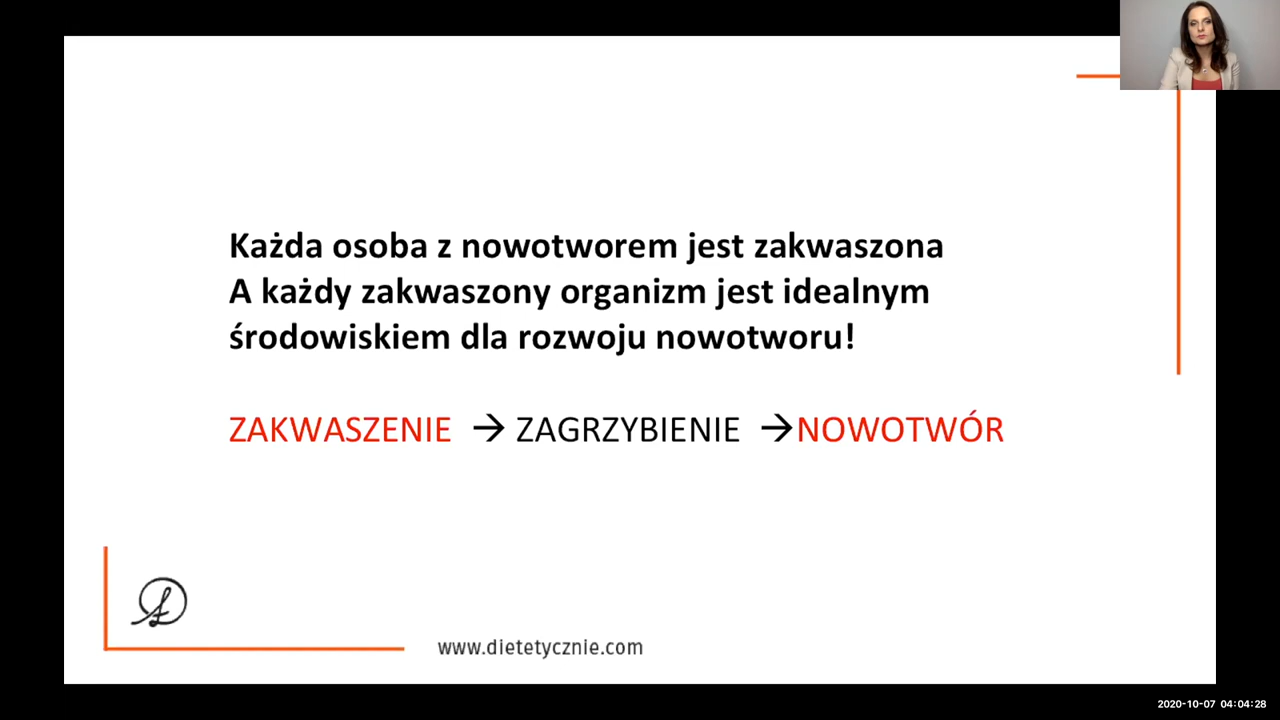 Każda osoba z nowotworem jest zakwaszona
A każdy zakwaszony organizm jest idealnym
środowiskiem dla rozwoju nowotworu!
ZAKWASZENIE → ZAGRZYBIENIE →NOWOTWÓR
www.dietetycznie.com
2020-10-07 04:04:28